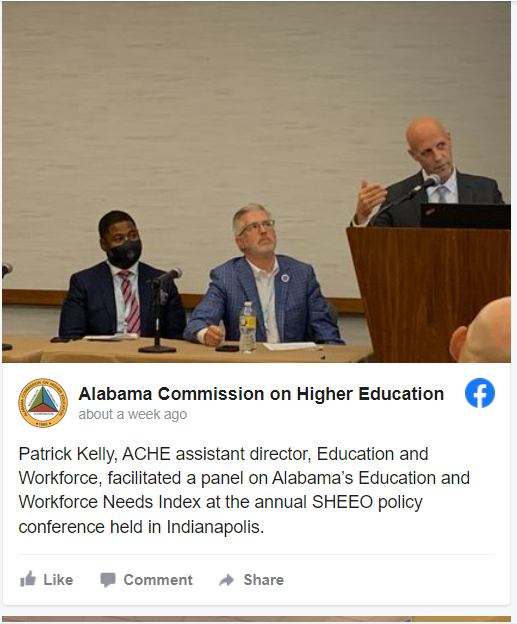 Alabama Commission on Higher Education
about a week ago
Patrick Kelly, ACHE assistant director, Education and
Workforce, facilitated a panel on Alabama’s Education and
Workforce Needs Index at the annual SHEEO policy
conference held in Indianapolis.
Like Comment Share